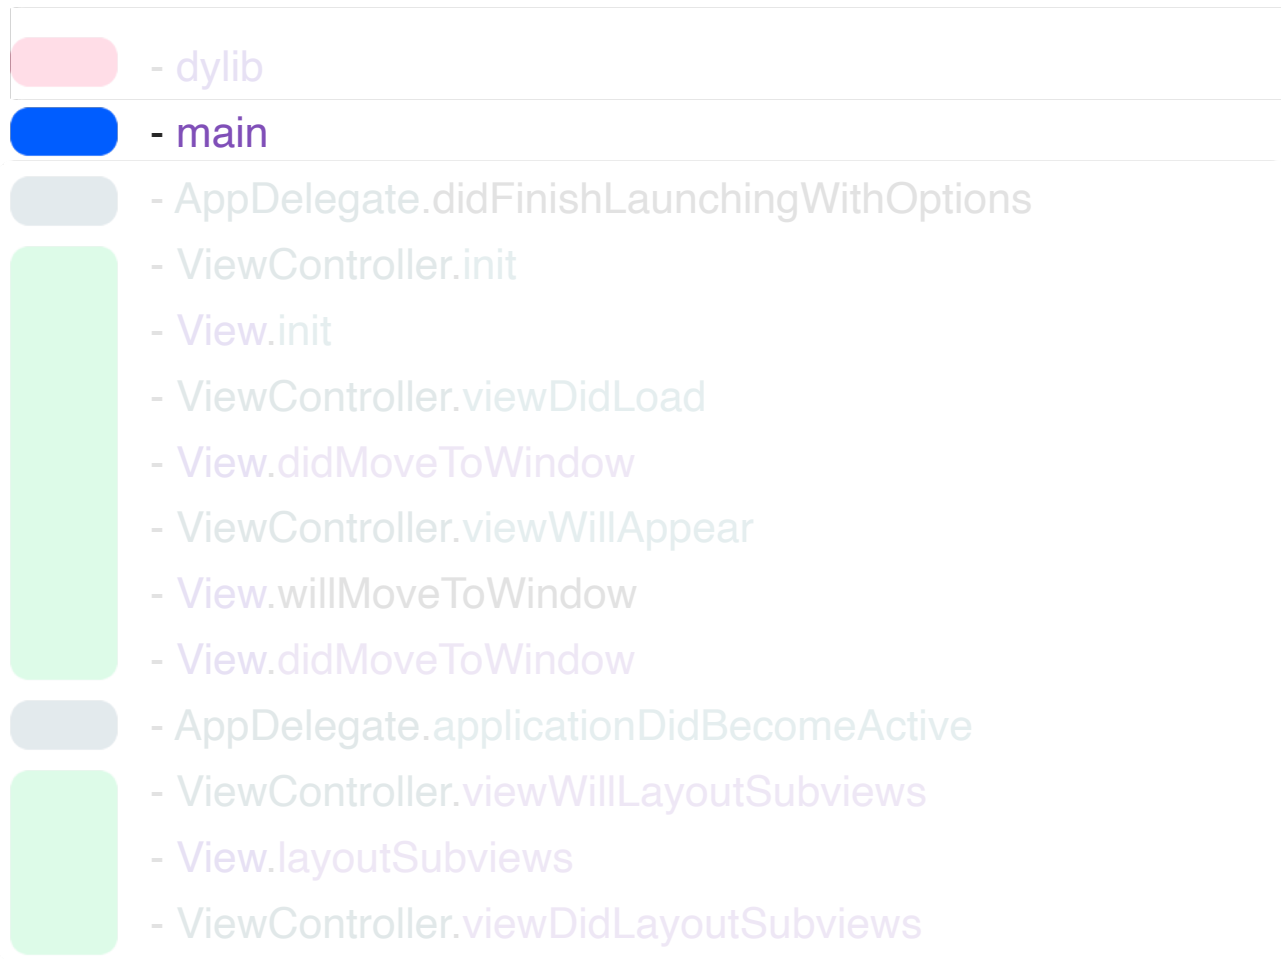 - dylib
- main
- AppDelegate.didFinishLaunchingWithOptions
- ViewController.init
- View.init
- ViewController.viewDidLoad
- View.didMoveToWindow
- ViewController.viewWillAppear
- View.willMoveToWindow
- View.didMoveToWindow
- AppDelegate.applicationDidBecomeActive
- ViewController.viewWillLayoutSubviews
- View.layoutSubviews
- ViewController.viewDidLayoutSubviews